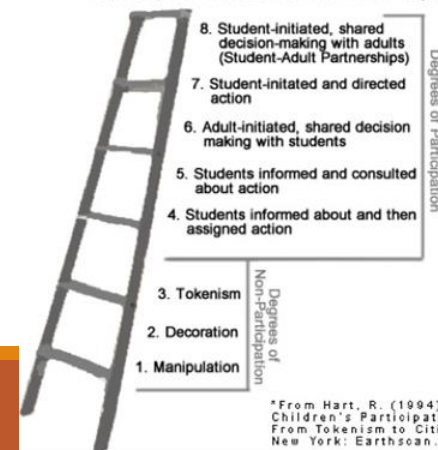 8. Student-initiated, shared
decision-making with adults
(Student-Adult Partnerships)
7. Student-initated and directed
action
6. Adult-initiated, shared decision
making with students
5. Students informed and consulted
about action
4. Students informed about and then
assigned action
Degrees of Participation
3. Tokenism
2. Decoration
1. Manipulation
Degrees of
Non-Participation
*From Hart, R. (1994)
Children's Participat
From Tokenism to Citi
New York: Earthscan.